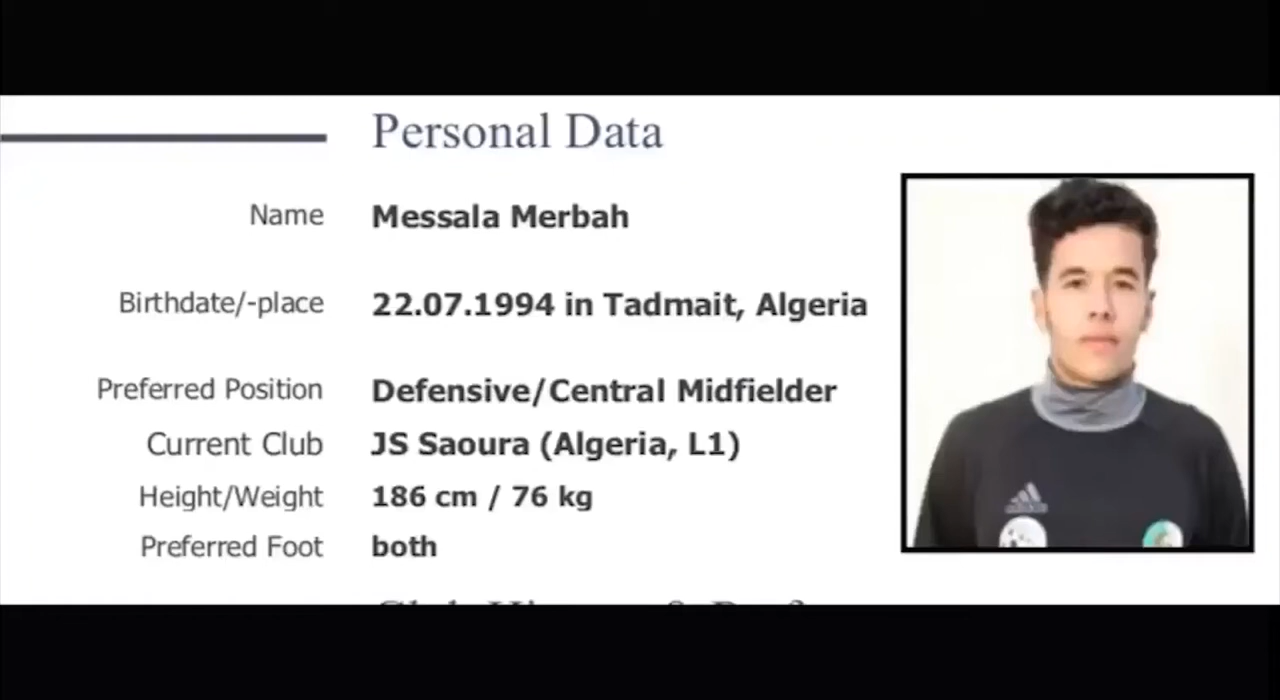 Personal Data
Name Messala Merbah
Birthdate/-place 22.07.1994 in Tadmait, Algeria
Preferred Position Defensive/Central Midfielder
Current Club JS Saoura (Algeria, L1)
Height/Weight 186 cm / 76 kg
Preferred Foot both